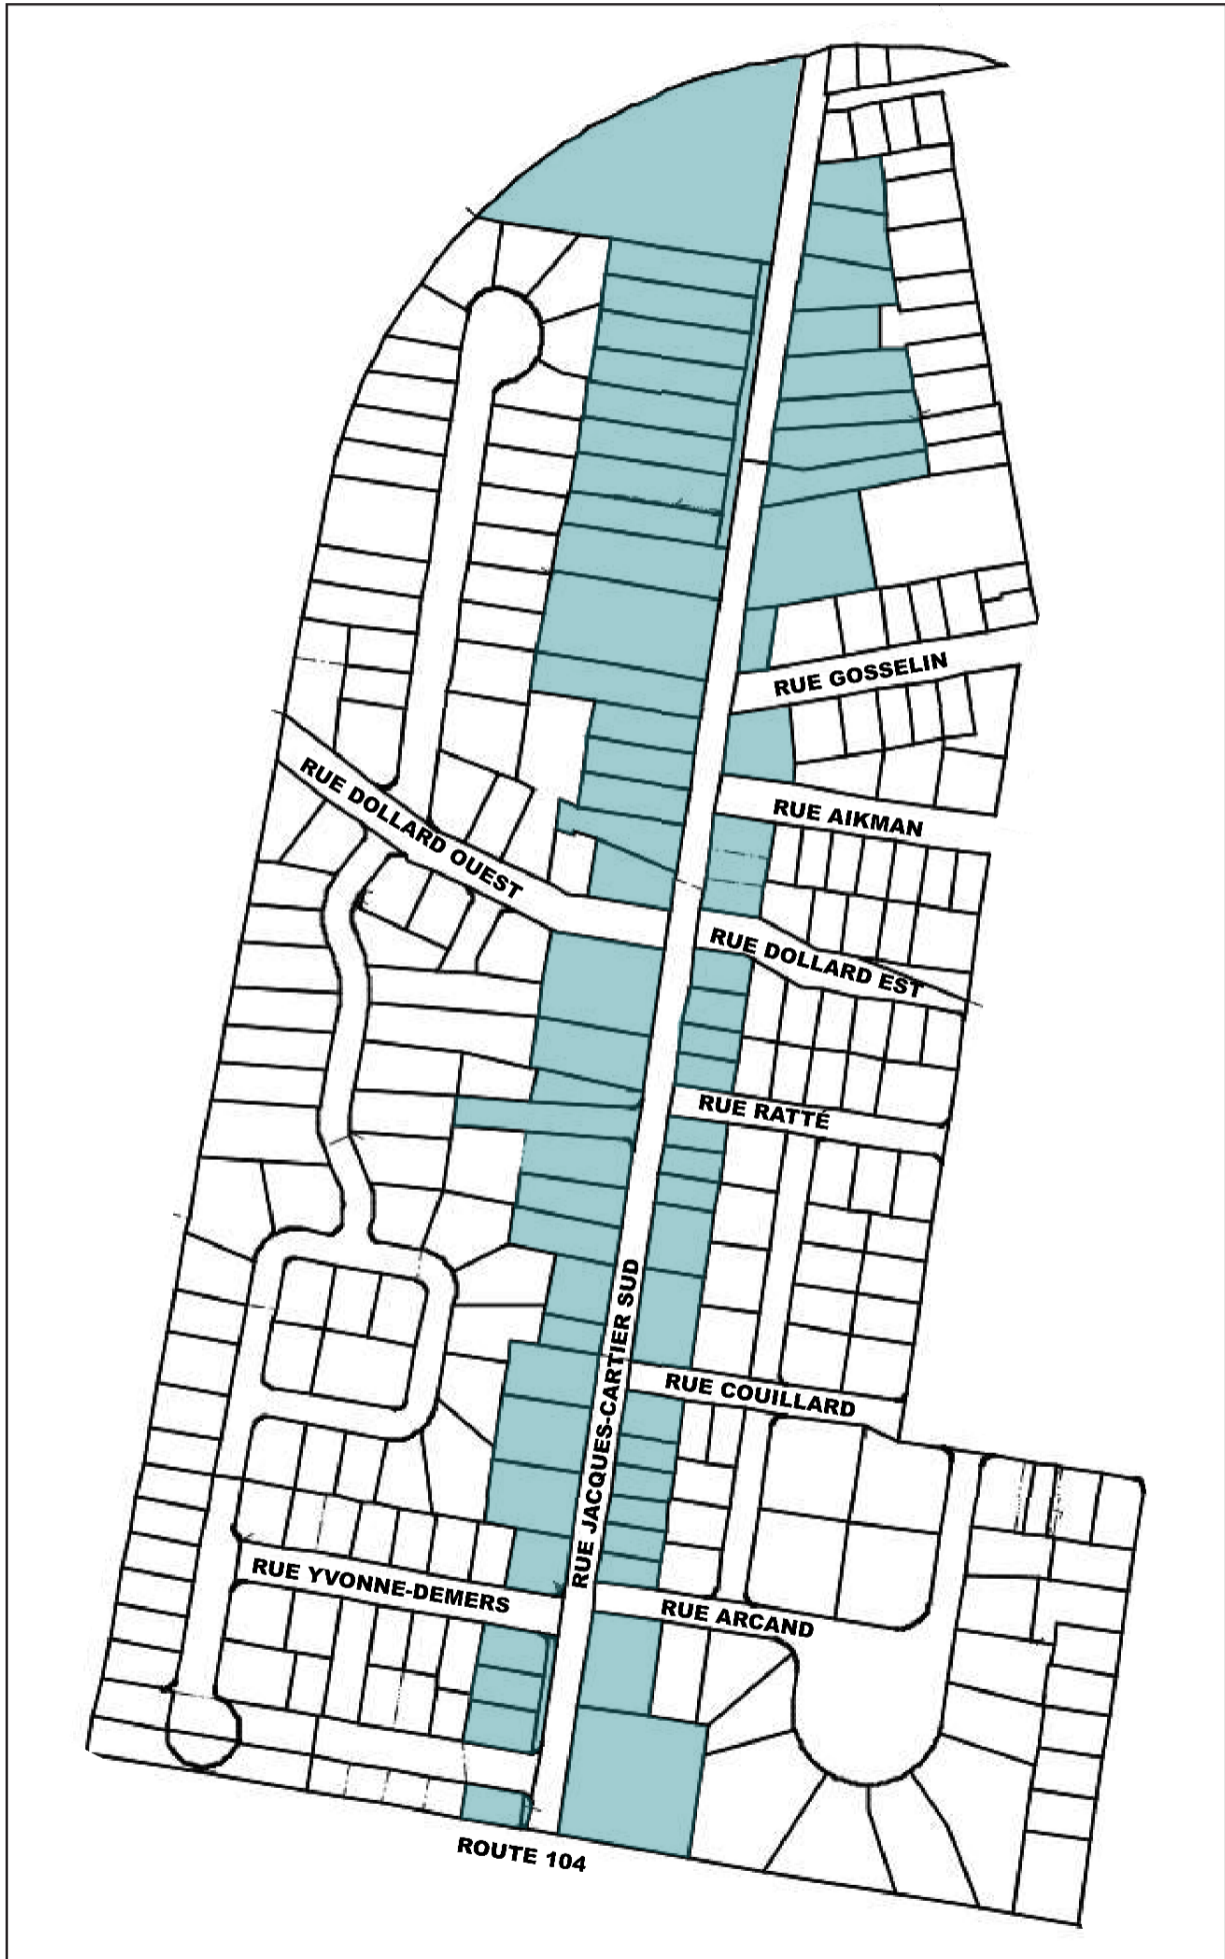 RUE GOSSELIN
RUE DOLLARD OUEST
RUE AIKMAN
RUE DOLLARD EST
RUE RATTÉ
RUE JACQUES-CARTIER SUD
RUE COUILLARD
RUE YVONNE-DEMERS
RUE ARCAND
ROUTE 104